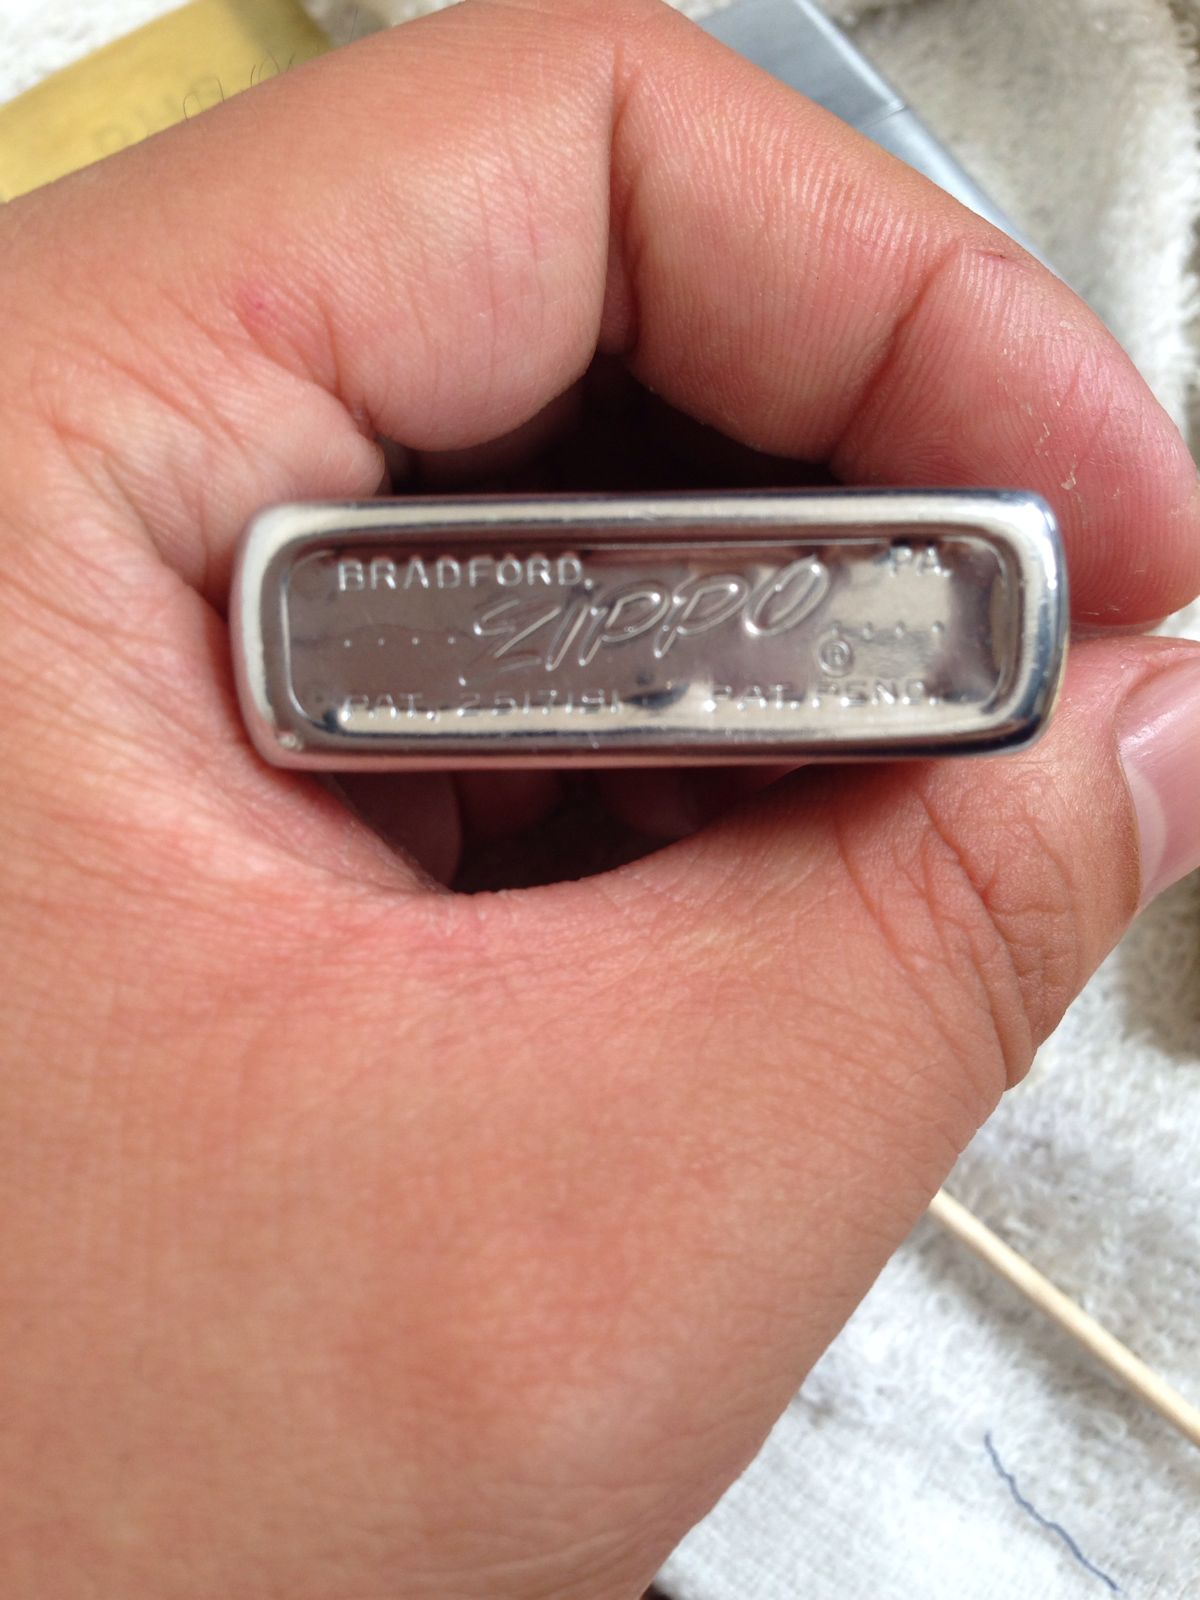 BRADFORD, PA.
.... Zippo ® ....
PAT. 2517191 PAT. PEND.